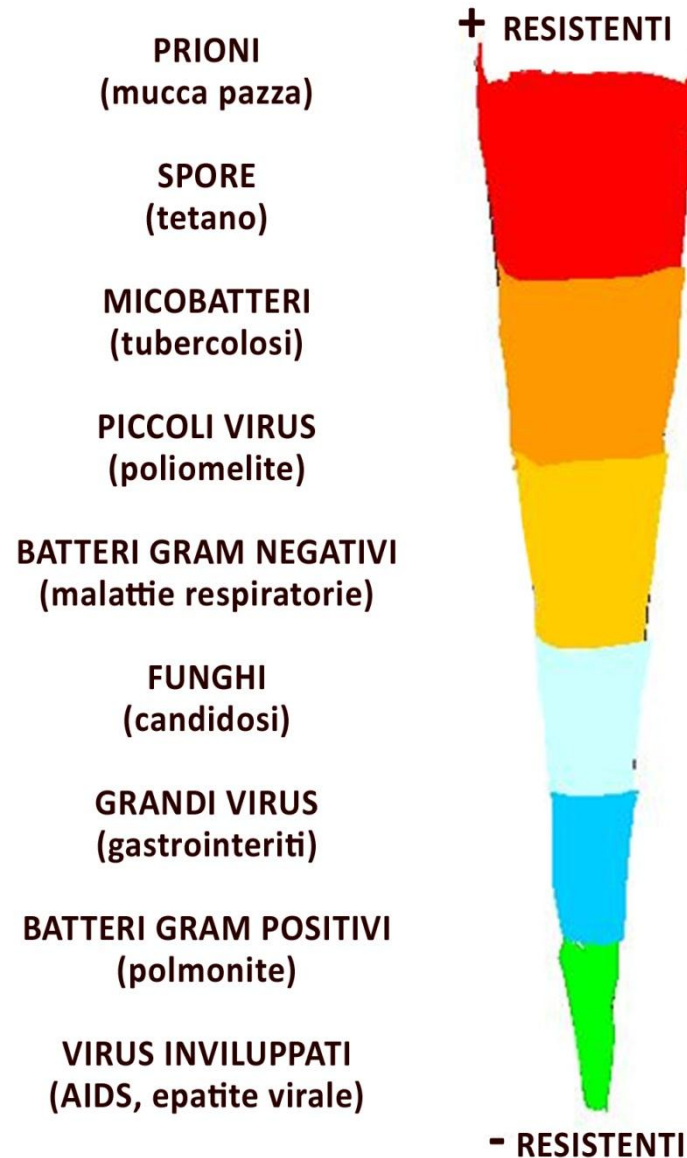 + RESISTENTI
PRIONI
(mucca pazza)
SPORE
(tetano)
MICOBATTERI
(tubercolosi)
PICCOLI VIRUS
(poliomelite)
BATTERI GRAM NEGATIVI
(malattie respiratorie)
FUNGHI
(candidosi)
GRANDI VIRUS
(gastrointeriti)
BATTERI GRAM POSITIVI
(polmonite)
VIRUS INVILUPPATI
(AIDS, epatite virale)
- RESISTENTI